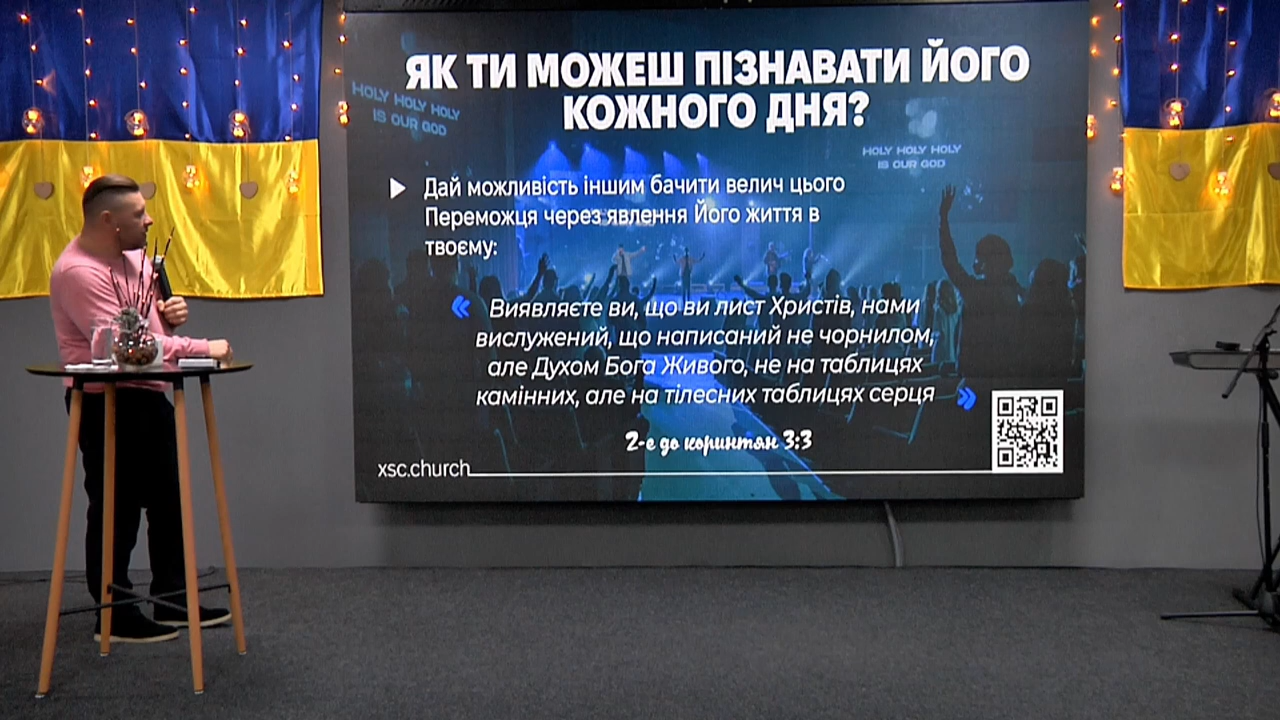 ЯК ТИ МОЖЕШ ПІЗНАВАТИ ЙОГО
КОЖНОГО ДНЯ?
HOLY HOLY HOLY
IS OUR GOD
HOLY HOLY HOLY
IS OUR GOD
Дай можливість іншим бачити велич цього
Переможця через явлення Його життя в
твоєму:
« Виявляєте ви, що ви лист Христів, нами
вислужений, що написаний не чорнилом,
але Духом Бога Живого, не на таблицях
камінних, але на тілесних таблицях серця »
2-е до коринтян 3:3
xsc.church